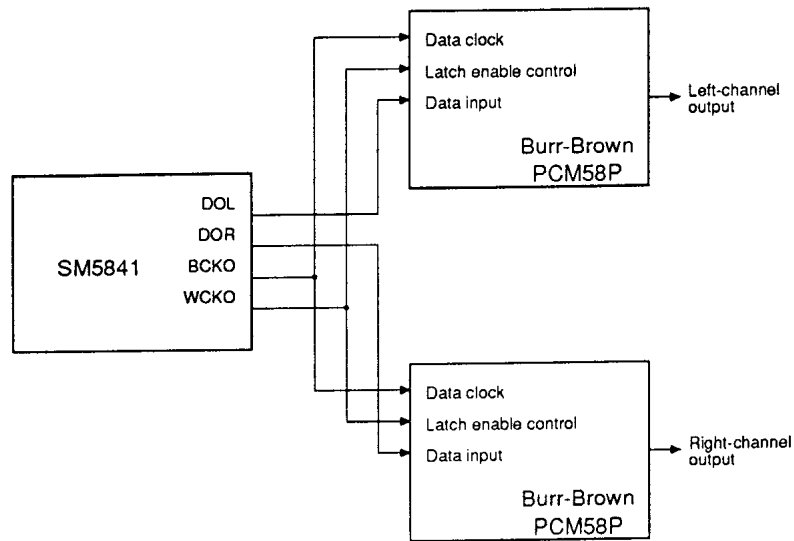 Data clock
Latch enable control
Data input
Burr-Brown
PCM58P
Left-channel
output
SM5841
DOL
DOR
BCKO
WCKO
Data clock
Latch enable control
Data input
Burr-Brown
PCM58P
Right-channel
output